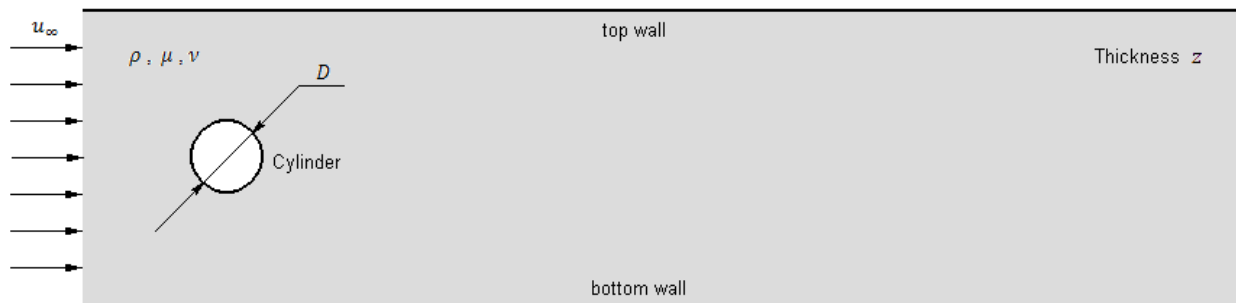 u∞
top wall
ρ , μ , ν
Thickness z
D
Cylinder
bottom wall